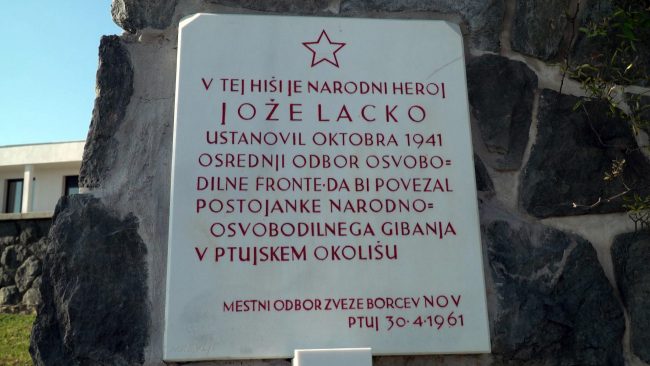 V TEJ HIŠI JE NARODNI HEROJ
JOŽE LACKO
USTANOVIL OKTOBRA 1941
OSREDNJI ODBOR OSVOBO=
DILNE FRONTE·DA BI POVEZAL
POSTOJANKE NARODNO=
OSVOBODILNEGA GIBANJA
V PTUJSKEM OKOLIŠU
MESTNI ODBOR ZVEZE BORCEV NOV
PTUJ 30·4·1961